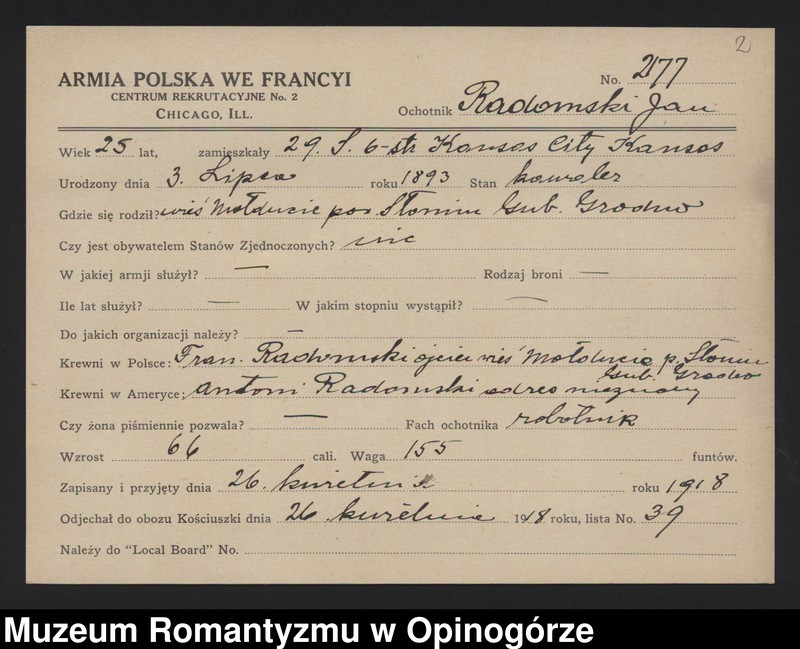 2
ARMIA POLSKA WE FRANCYI
CENTRUM REKRUTACYJNE No. 2
CHICAGO, ILL.
No. 2177
Ochotnik Radomski Jan
Wiek 25 lat, zamieszkały 29. S. 6-str Kansas City Kansas
Urodzony dnia 3. Lipca roku 1893 Stan kawaler
Gdzie się rodził? wieś Mołducie pow. Słonim Gub. Grodno
Czy jest obywatelem Stanów Zjednoczonych? nie
W jakiej armji służył? — Rodzaj broni —
Ile lat służył? — W jakim stopniu wystąpił? —
Do jakich organizacji należy? —
Krewni w Polsce: Fran. Radomski ojciec wieś Mołducie p. Słonim
Gub. Grodno
Krewni w Ameryce: Antoni Radomski adres nieznany
Czy żona piśmiennie pozwala? — Fach ochotnika robotnik
Wzrost 66 cali. Waga 155 funtów.
Zapisany i przyjęty dnia 26. kwietnia roku 1918
Odjechał do obozu Kościuszki dnia 26 kwietnia 1918 roku, lista No. 39
Należy do "Local Board" No.
Muzeum Romantyzmu w Opinogórze